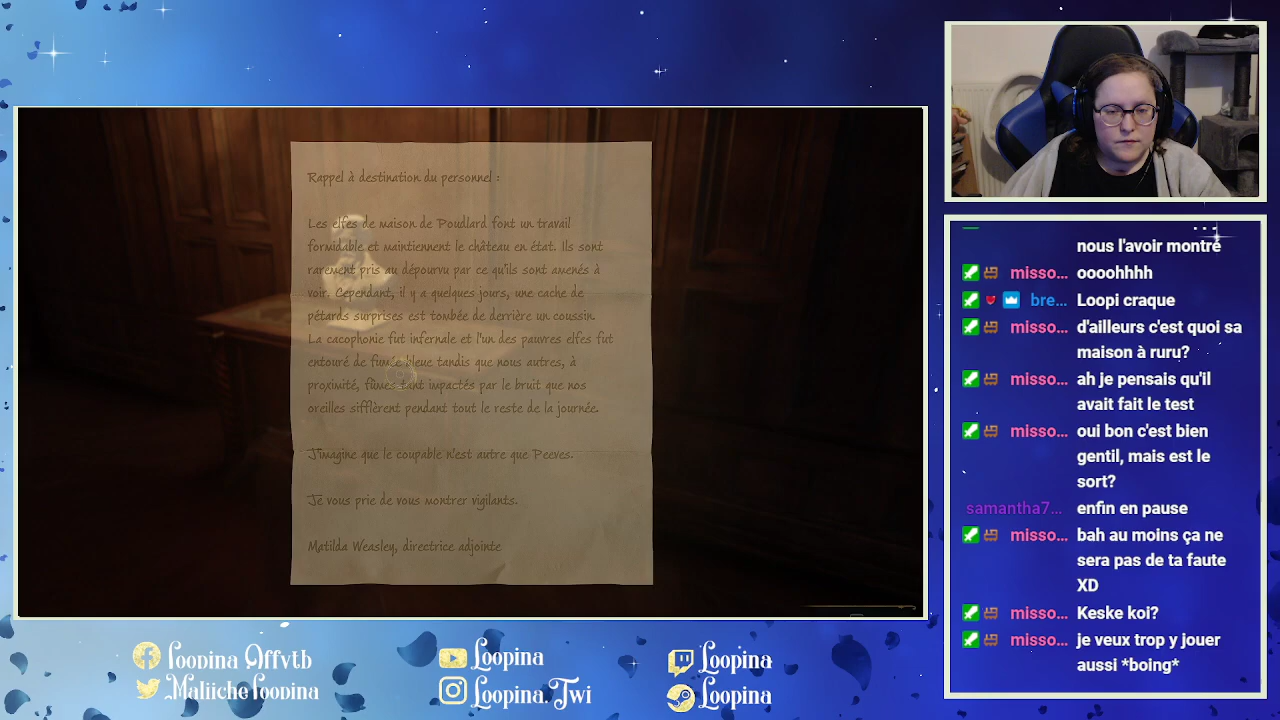 Rappel à destination du personnel :
Les elfes de maison de Poudlard font un travail
formidable et maintiennent le château en état. Ils sont
rarement pris au dépourvu par ce qu'ils sont amenés à
voir. Cependant, il y a quelques jours, une cache de
pétards surprises est tombée de derrière un coussin.
La cacophonie fut infernale et l'un des pauvres elfes fut
entouré de fumée bleue tandis que nous autres, à
proximité, fûmes tant impactés par le bruit que nos
oreilles sifflèrent pendant tout le reste de la journée.
J'imagine que le coupable n'est autre que Peeves.
Je vous prie de vous montrer vigilants.
Matilda Weasley, directrice adjointe
nous l'avoir montré
misso... oooohhhh
bre... Loopi craque
misso... d'ailleurs c'est quoi sa
maison à ruru?
misso... ah je pensais qu'il
avait fait le test
misso... oui bon c'est bien
gentil, mais est le
sort?
samantha7... enfin en pause
misso... bah au moins ça ne
sera pas de ta faute
XD
misso... Keske koi?
misso... je veux trop y jouer
aussi *boing*
Loopina Offytb
MaliicheLoopina
Loopina
Loopina.Twi
Loopina
Loopina